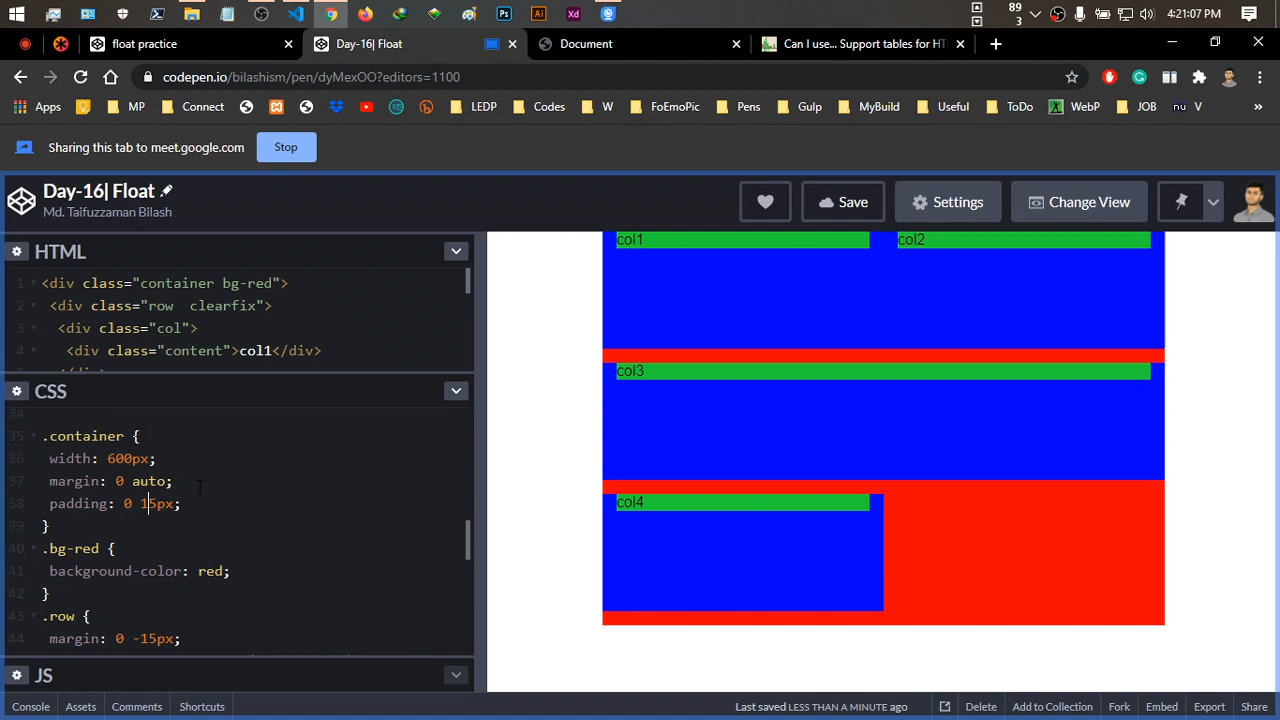 89
3
4:21:07 PM
float practice
Day-16| Float
Document
Can I use... Support tables for HT
codepen.io/bilashism/pen/dyMexOO?editors=1100
Apps
MP
Connect
LEDP
Codes
W
FoEmoPic
Pens
Gulp
MyBuild
Useful
ToDo
WebP
JOB
nu
V
Sharing this tab to meet.google.com
Stop
Day-16| Float
Md. Taifuzzaman Bilash
Save
Settings
Change View
HTML
1 <div class="container bg-red">
2 <div class="row  clearfix">
3 <div class="col">
4 <div class="content">col1</div>
CSS
34
35 .container {
36 width: 600px;
37 margin: 0 auto;
38 padding: 0 15px;
39 }
40 .bg-red {
41 background-color: red;
42 }
43 .row {
44 margin: 0 -15px;
JS
col1
col2
col3
col4
Console
Assets
Comments
Shortcuts
Last saved LESS THAN A MINUTE ago
Delete
Add to Collection
Fork
Embed
Export
Share